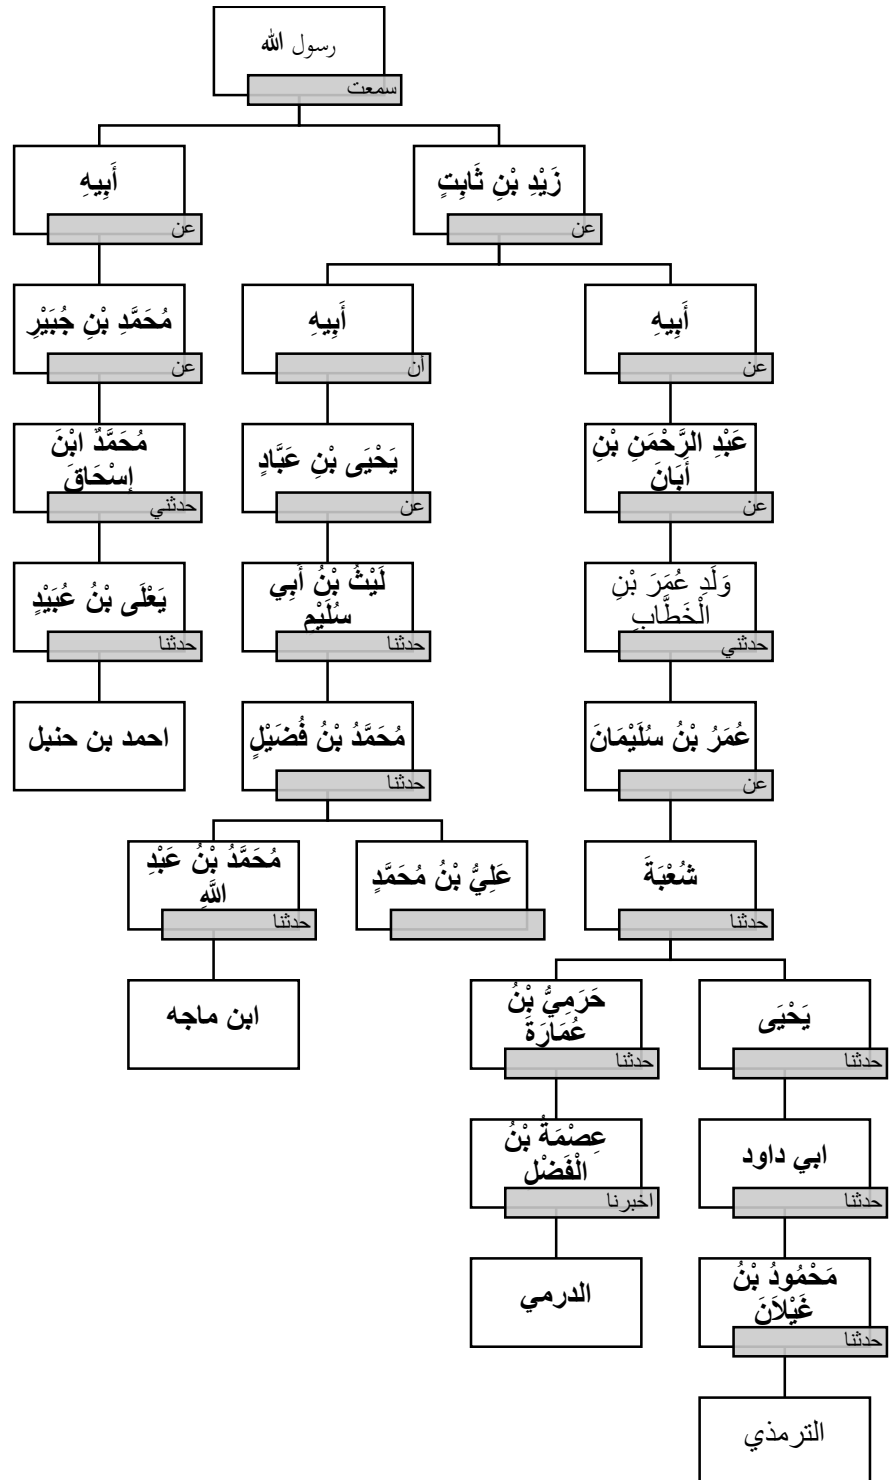 رسول الله
سمعت
أَبِيهِ
عن
زَيْدِ بْنِ ثَابِتٍ
عن
مُحَمَّدِ بْنِ جُبَيْرِ
عن
أَبِيهِ
أن
أَبِيهِ
عن
مُحَمَّدٌ ابْنَ
إِسْحَاقَ
حدثني
يَحْيَى بْنِ عَبَّادٍ
عن
عَبْدِ الرَّحْمَنِ بْنِ
أَبَانَ
عن
يَعْلَى بْنُ عُبَيْدٍ
حدثنا
لَيْثُ بْنُ أَبِي
سُلَيْمٍ
حدثنا
وَلَدِ عُمَرَ بْنِ
الْخَطَّابِ
حدثني
احمد بن حنبل
مُحَمَّدُ بْنُ فُضَيْلٍ
حدثنا
عُمَرُ بْنُ سُلَيْمَانَ
عن
مُحَمَّدُ بْنُ عَبْدِ
اللَّهِ
حدثنا
عَلِيُّ بْنُ مُحَمَّدٍ
شُعْبَةَ
حدثنا
ابن ماجه
حَرَمِيُّ بْنُ
عُمَارَةَ
حدثنا
يَحْيَى
حدثنا
عِصْمَةُ بْنُ
الْفَضْلِ
اخبرنا
ابي داود
حدثنا
الدرمي
مَحْمُودُ بْنُ
غَيْلَانَ
حدثنا
الترمذي